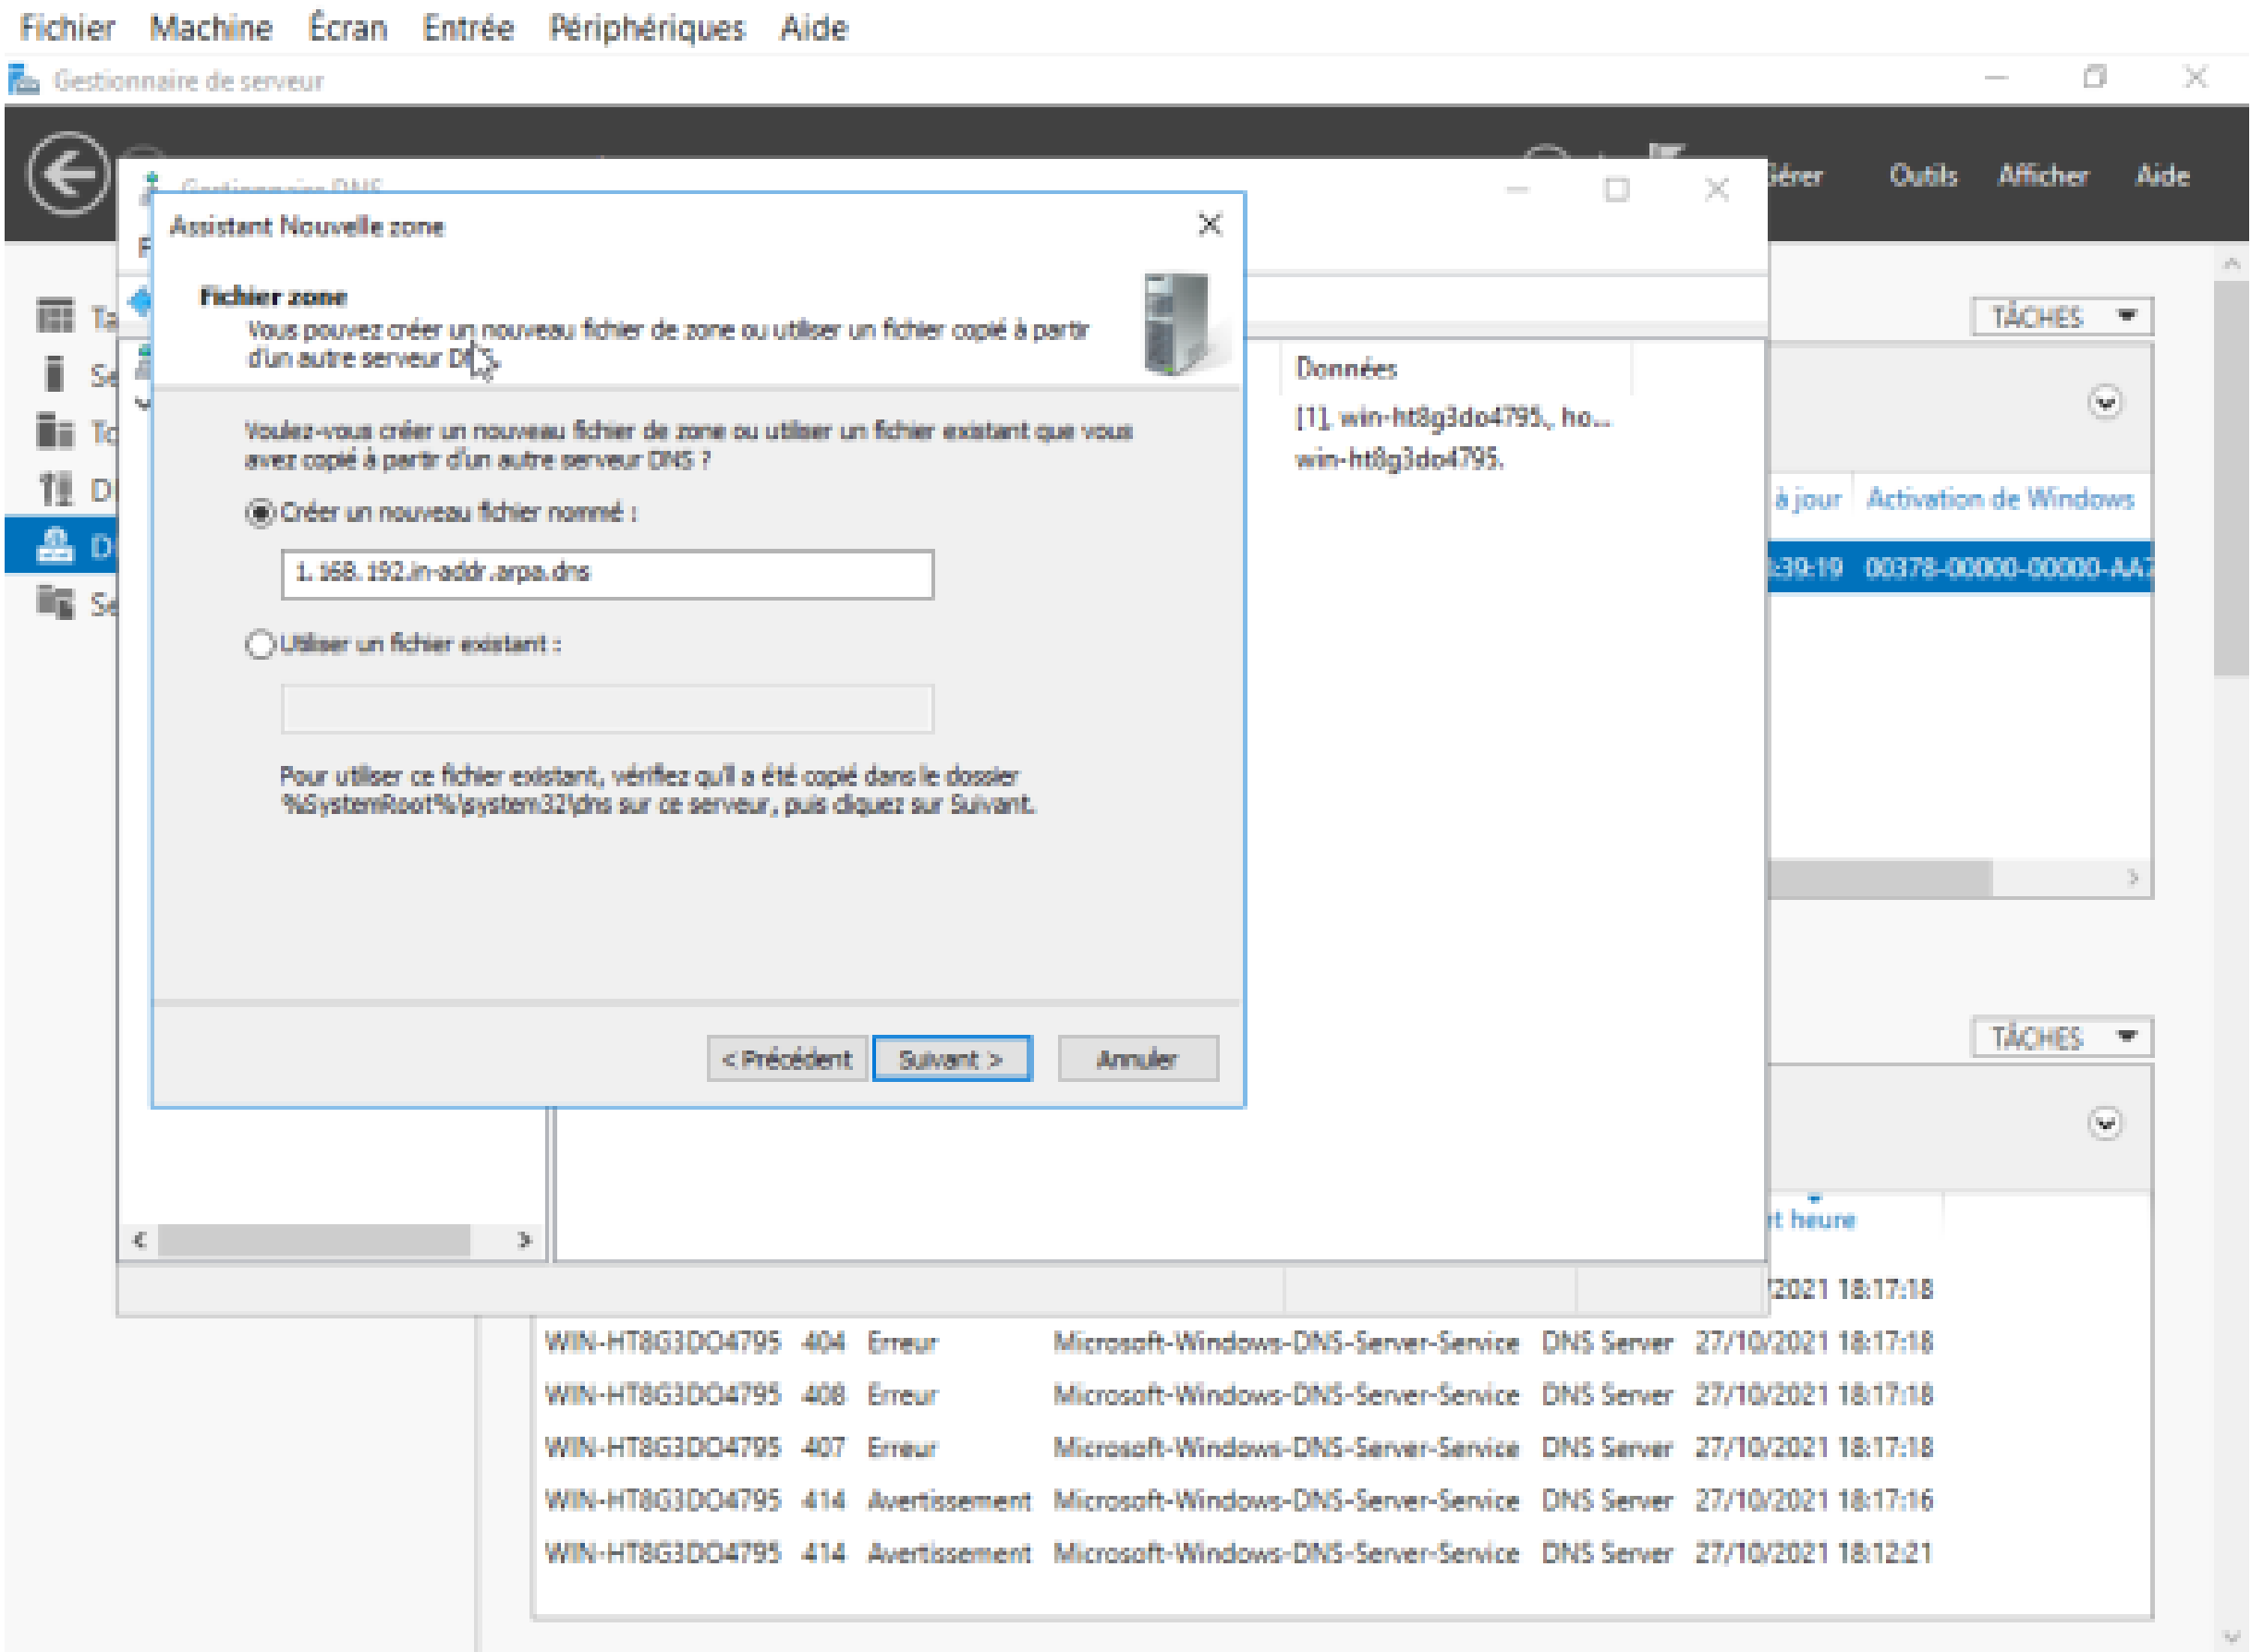 Fichier Machine Écran Entrée Périphériques Aide
Gestionnaire de serveur
Gérer Outils Afficher Aide
Gestionnaire DNS
Assistant Nouvelle zone
Fichier zone
Vous pouvez créer un nouveau fichier de zone ou utiliser un fichier copié à partir
d'un autre serveur
Voulez-vous créer un nouveau fichier de zone ou utiliser un fichier existant que vous
avez copié à partir d'un autre serveur DNS ?
Créer un nouveau fichier nommé :
1.168.192.in-addr.arpa.dns
Utiliser un fichier existant :
Pour utiliser ce fichier existant, vérifiez qu'il a été copié dans le dossier
%SystemRoot%\system32\dns sur ce serveur, puis cliquez sur Suivant.
< Précédent Suivant > Annuler
Données
[1], win-ht8g3do4795., ho...
win-ht8g3do4795.
TÂCHES
à jour Activation de Windows
:39:19 00378-00000-00000-AA
TÂCHES
t heure
/2021 18:17:18
WIN-HT8G3DO4795 404 Erreur Microsoft-Windows-DNS-Server-Service DNS Server 27/10/2021 18:17:18
WIN-HT8G3DO4795 408 Erreur Microsoft-Windows-DNS-Server-Service DNS Server 27/10/2021 18:17:18
WIN-HT8G3DO4795 407 Erreur Microsoft-Windows-DNS-Server-Service DNS Server 27/10/2021 18:17:18
WIN-HT8G3DO4795 414 Avertissement Microsoft-Windows-DNS-Server-Service DNS Server 27/10/2021 18:17:16
WIN-HT8G3DO4795 414 Avertissement Microsoft-Windows-DNS-Server-Service DNS Server 27/10/2021 18:12:21